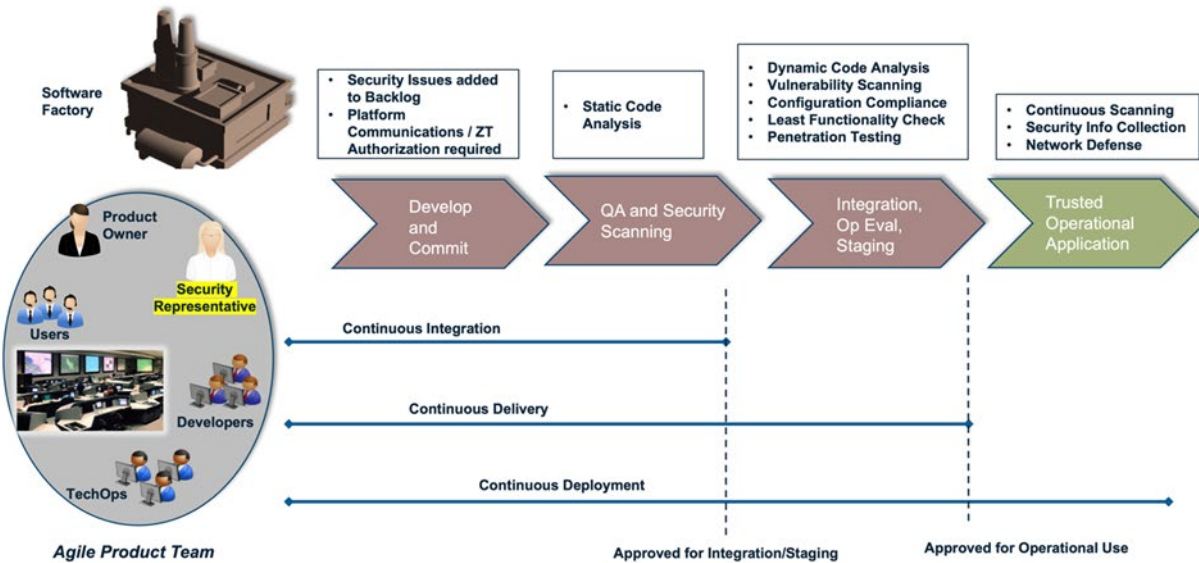 Software
Factory
• Security Issues added
to Backlog
• Platform
Communications / ZT
Authorization required
• Static Code
Analysis
• Dynamic Code Analysis
• Vulnerability Scanning
• Configuration Compliance
• Least Functionality Check
• Penetration Testing
• Continuous Scanning
• Security Info Collection
• Network Defense
Develop
and
Commit
QA and Security
Scanning
Integration,
Op Eval,
Staging
Trusted
Operational
Application
Product
Owner
Security
Representative
Users
Developers
TechOps
Agile Product Team
Continuous Integration
Continuous Delivery
Continuous Deployment
Approved for Integration/Staging
Approved for Operational Use